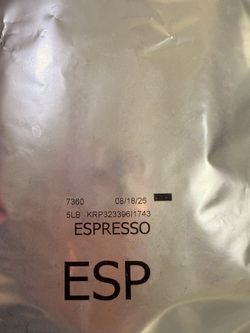 7360 08/18/25
5LB KRP323396I1743
ESPRESSO
ESP